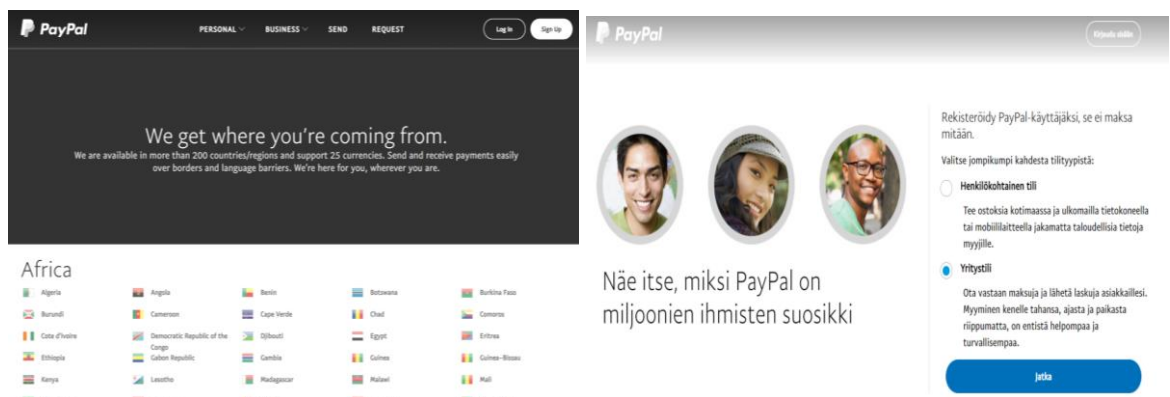 PayPal
PERSONAL BUSINESS SEND REQUEST
Log In Sign Up
We get where you're coming from.
We are available in more than 200 countries/regions and support 25 currencies. Send and receive payments easily
over borders and language barriers. We're here for you, wherever you are.
Africa
Algeria Angola Benin Botswana Burkina Faso
Burundi Cameroon Cape Verde Chad Comoros
Cote d'Ivoire Democratic Republic of the Djibouti Egypt Eritrea
Congo
Ethiopia Gabon Republic Gambia Guinea Guinea-Bissau
Kenya Lesotho Madagascar Malawi Mali
PayPal
Kirjaudu sisään
Näe itse, miksi PayPal on
miljoonien ihmisten suosikki
Rekisteröidy PayPal-käyttäjäksi, se ei maksa
mitään.
Valitse jompikumpi kahdesta tilityypistä:
Henkilökohtainen tili
Tee ostoksia kotimaassa ja ulkomailla tietokoneella
tai mobiililaitteella jakamatta taloudellisia tietoja
myyjille.
Yritystili
Ota vastaan maksuja ja lähetä laskuja asiakkaillesi.
Myyminen kenelle tahansa, ajasta ja paikasta
riippumatta, on entistä helpompaa ja
turvallisempaa.
Jatka